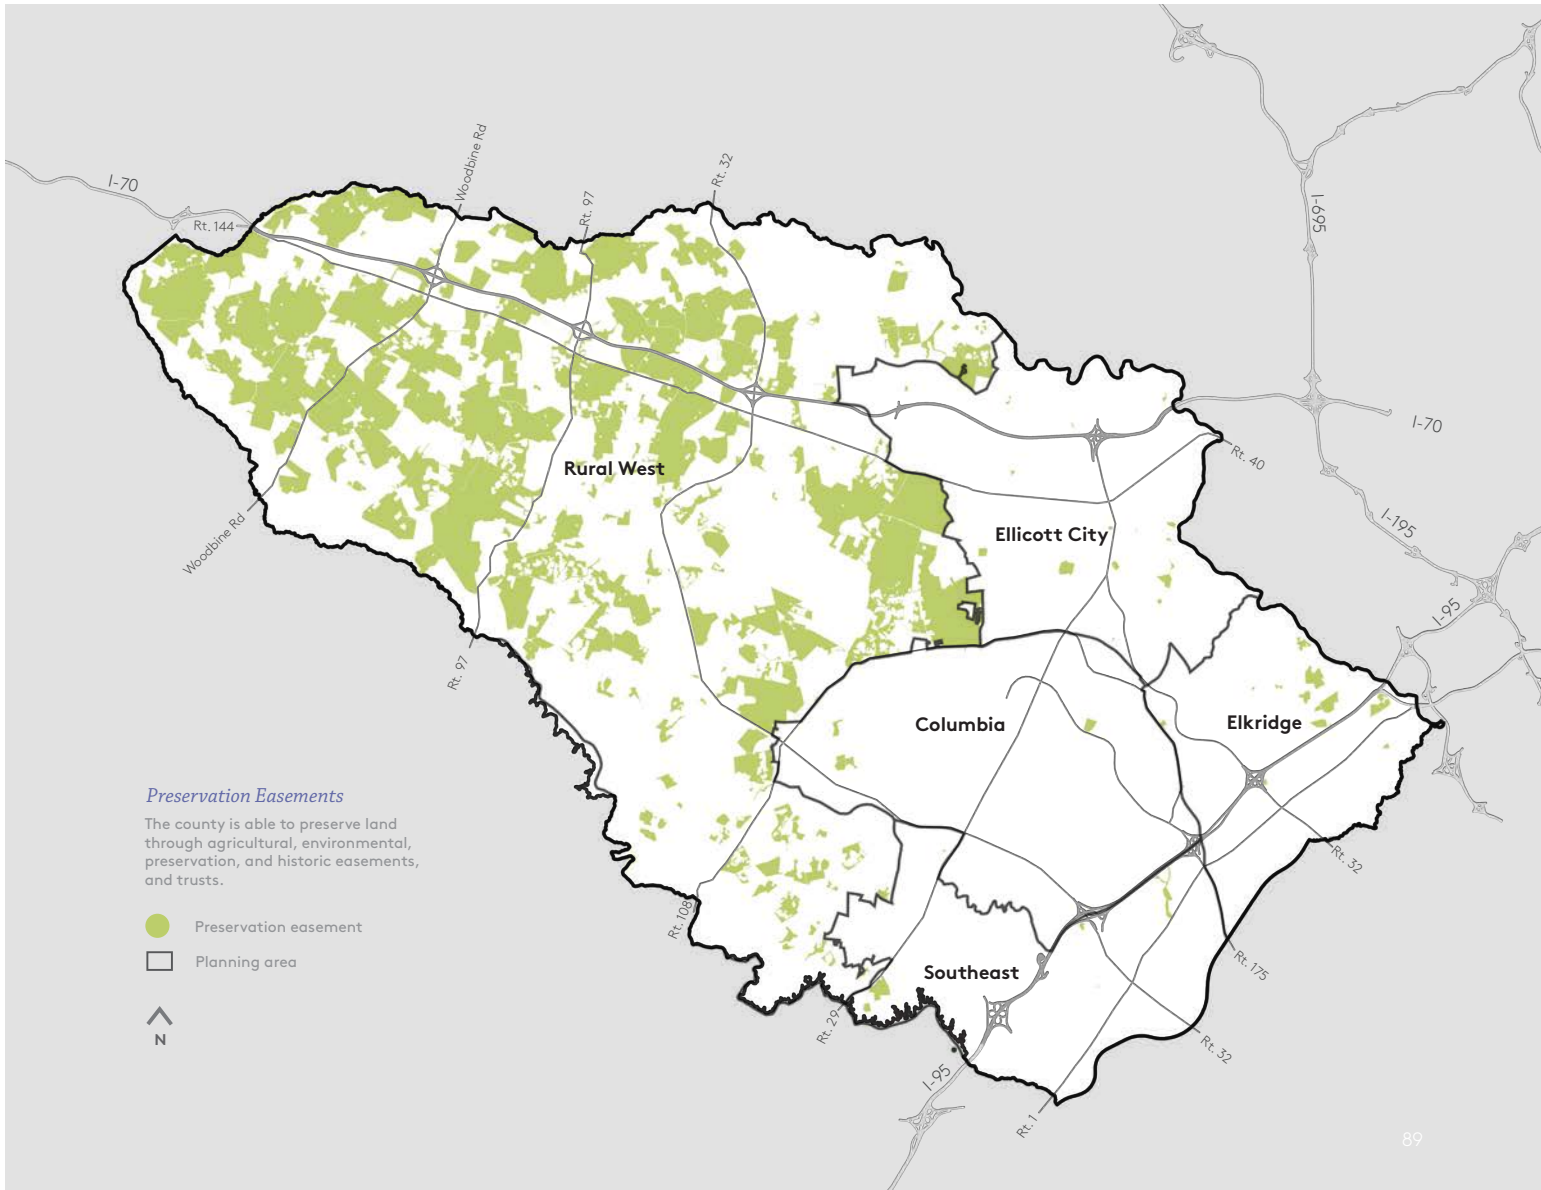 Woodbine Rd
Rt. 32
I-70
Rt. 97
Rt. 144
I-695
I-70
Rt. 40
Rural West
I-195
Ellicott City
Woodbine Rd
I-95
Rt. 97
Columbia
Elkridge
Preservation Easements
The county is able to preserve land
through agricultural, environmental,
preservation, and historic easements,
and trusts.
Rt. 32
Rt. 108
Preservation easement
Planning area
Rt. 175
Southeast
Rt. 29
N
Rt. 32
I-95
Rt. 1
89